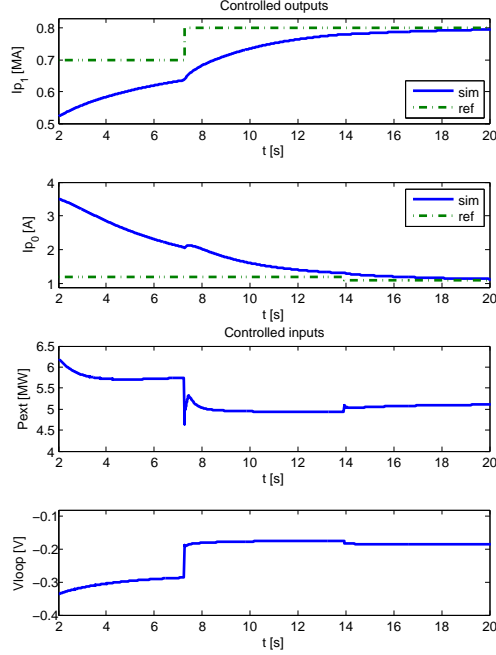 Controlled outputs
0.8
0.7
0.6
0.5
Ip1 [MA]
sim
ref
2 4 6 8 10 12 14 16 18 20
t [s]
4
3
2
1
Ip0 [A]
sim
ref
2 4 6 8 10 12 14 16 18 20
t [s]
Controlled inputs
6.5
6
5.5
5
4.5
4
Pext [MW]
2 4 6 8 10 12 14 16 18 20
t [s]
−0.1
−0.2
−0.3
−0.4
Vloop [V]
2 4 6 8 10 12 14 16 18 20
t [s]